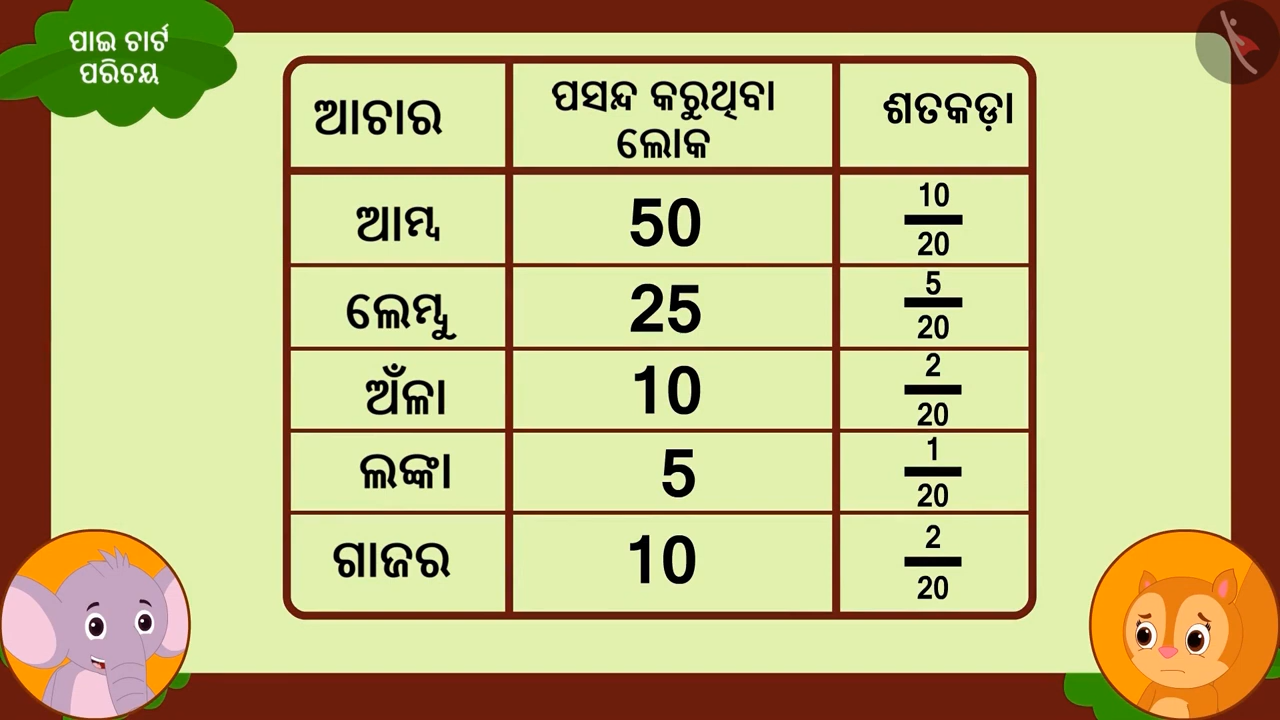 ପାଇ ଚାର୍ଟ
ପରିଚୟ
ଆଚାର
ପସନ୍ଦ କରୁଥିବା
ଲୋକ
ଶତକଡ଼ା
ଆମ୍ବ
50
10
20
ଲେମ୍ବୁ
25
5
20
ଅଁଳା
10
2
20
ଲଙ୍କା
5
1
20
ଗାଜର
10
2
20